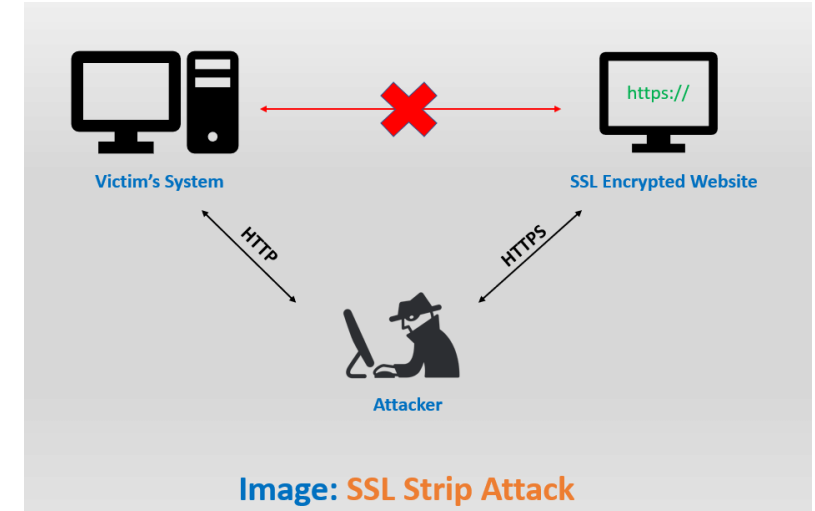 https://
Victim's System
SSL Encrypted Website
HTTP
HTTPS
Attacker
Image: SSL Strip Attack